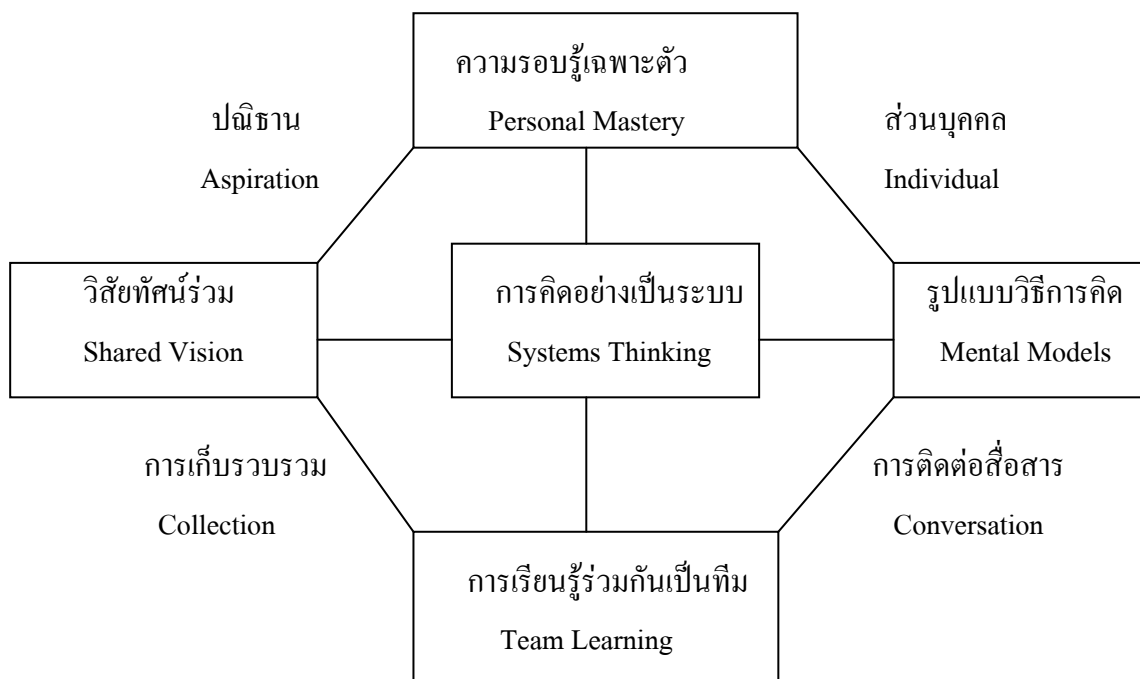 ความรอบรู้เฉพาะตัว
Personal Mastery
ปณิธาน
Aspiration
ส่วนบุคคล
Individual
วิสัยทัศน์ร่วม
Shared Vision
การคิดอย่างเป็นระบบ
Systems Thinking
รูปแบบวิธีการคิด
Mental Models
การเก็บรวบรวม
Collection
การติดต่อสื่อสาร
Conversation
การเรียนรู้ร่วมกันเป็นทีม
Team Learning